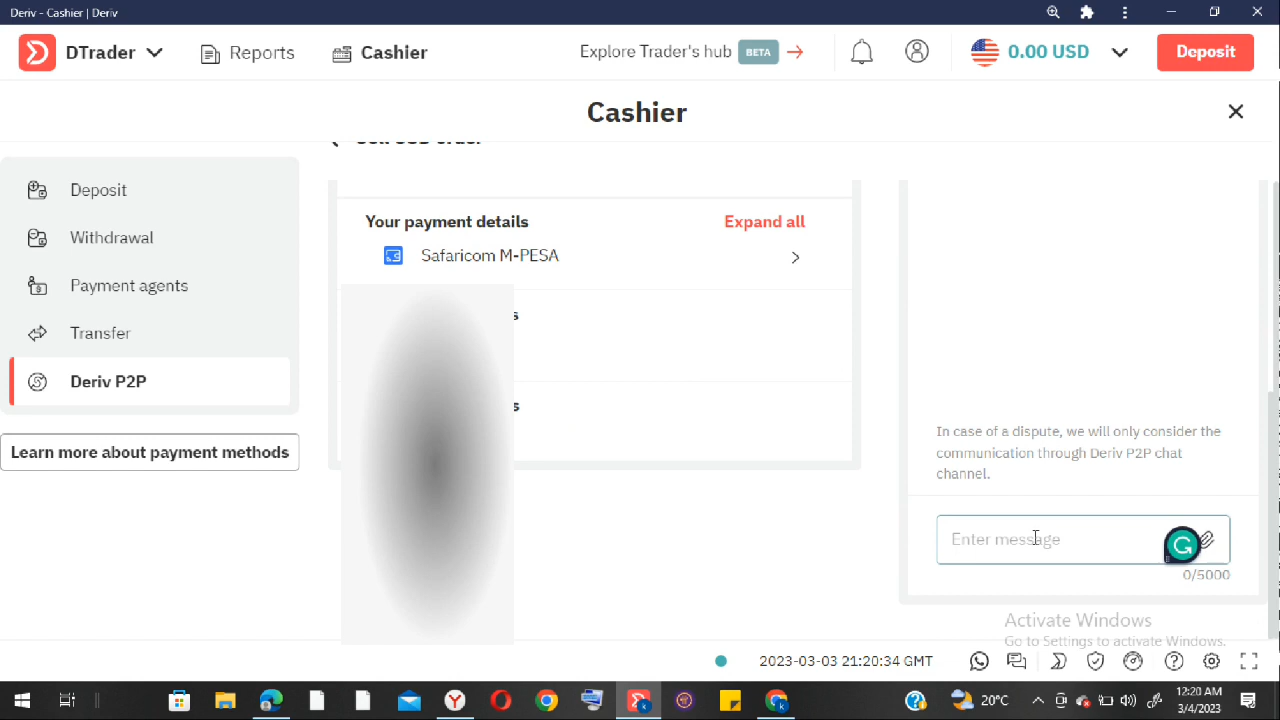 Deriv - Cashier | Deriv
DTrader
Reports
Cashier
Explore Trader's hub BETA
0.00 USD
Deposit
Cashier
Deposit
Withdrawal
Payment agents
Transfer
Deriv P2P
Learn more about payment methods
Your payment details
Expand all
Safaricom M-PESA
s
s
In case of a dispute, we will only consider the
communication through Deriv P2P chat
channel.
Enter message
0/5000
Activate Windows
Go to Settings to activate Windows.
2023-03-03 21:20:34 GMT
20°C
12:20 AM
3/4/2023